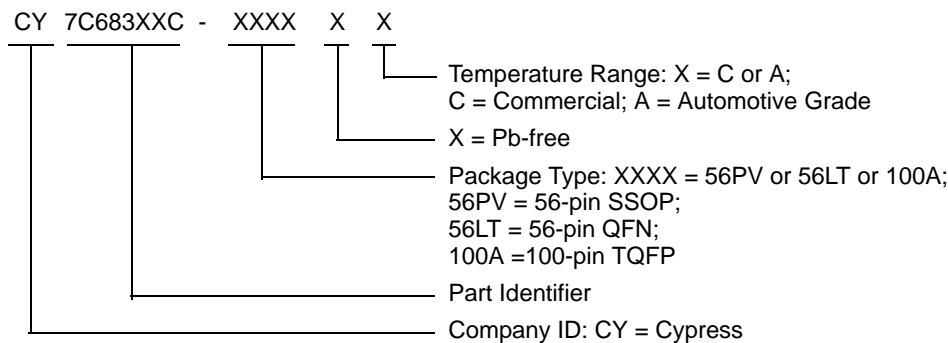 CY 7C683XXC - XXXX X X
Temperature Range: X = C or A;
C = Commercial; A = Automotive Grade
X = Pb-free
Package Type: XXXX = 56PV or 56LT or 100A;
56PV = 56-pin SSOP;
56LT = 56-pin QFN;
100A =100-pin TQFP
Part Identifier
Company ID: CY = Cypress